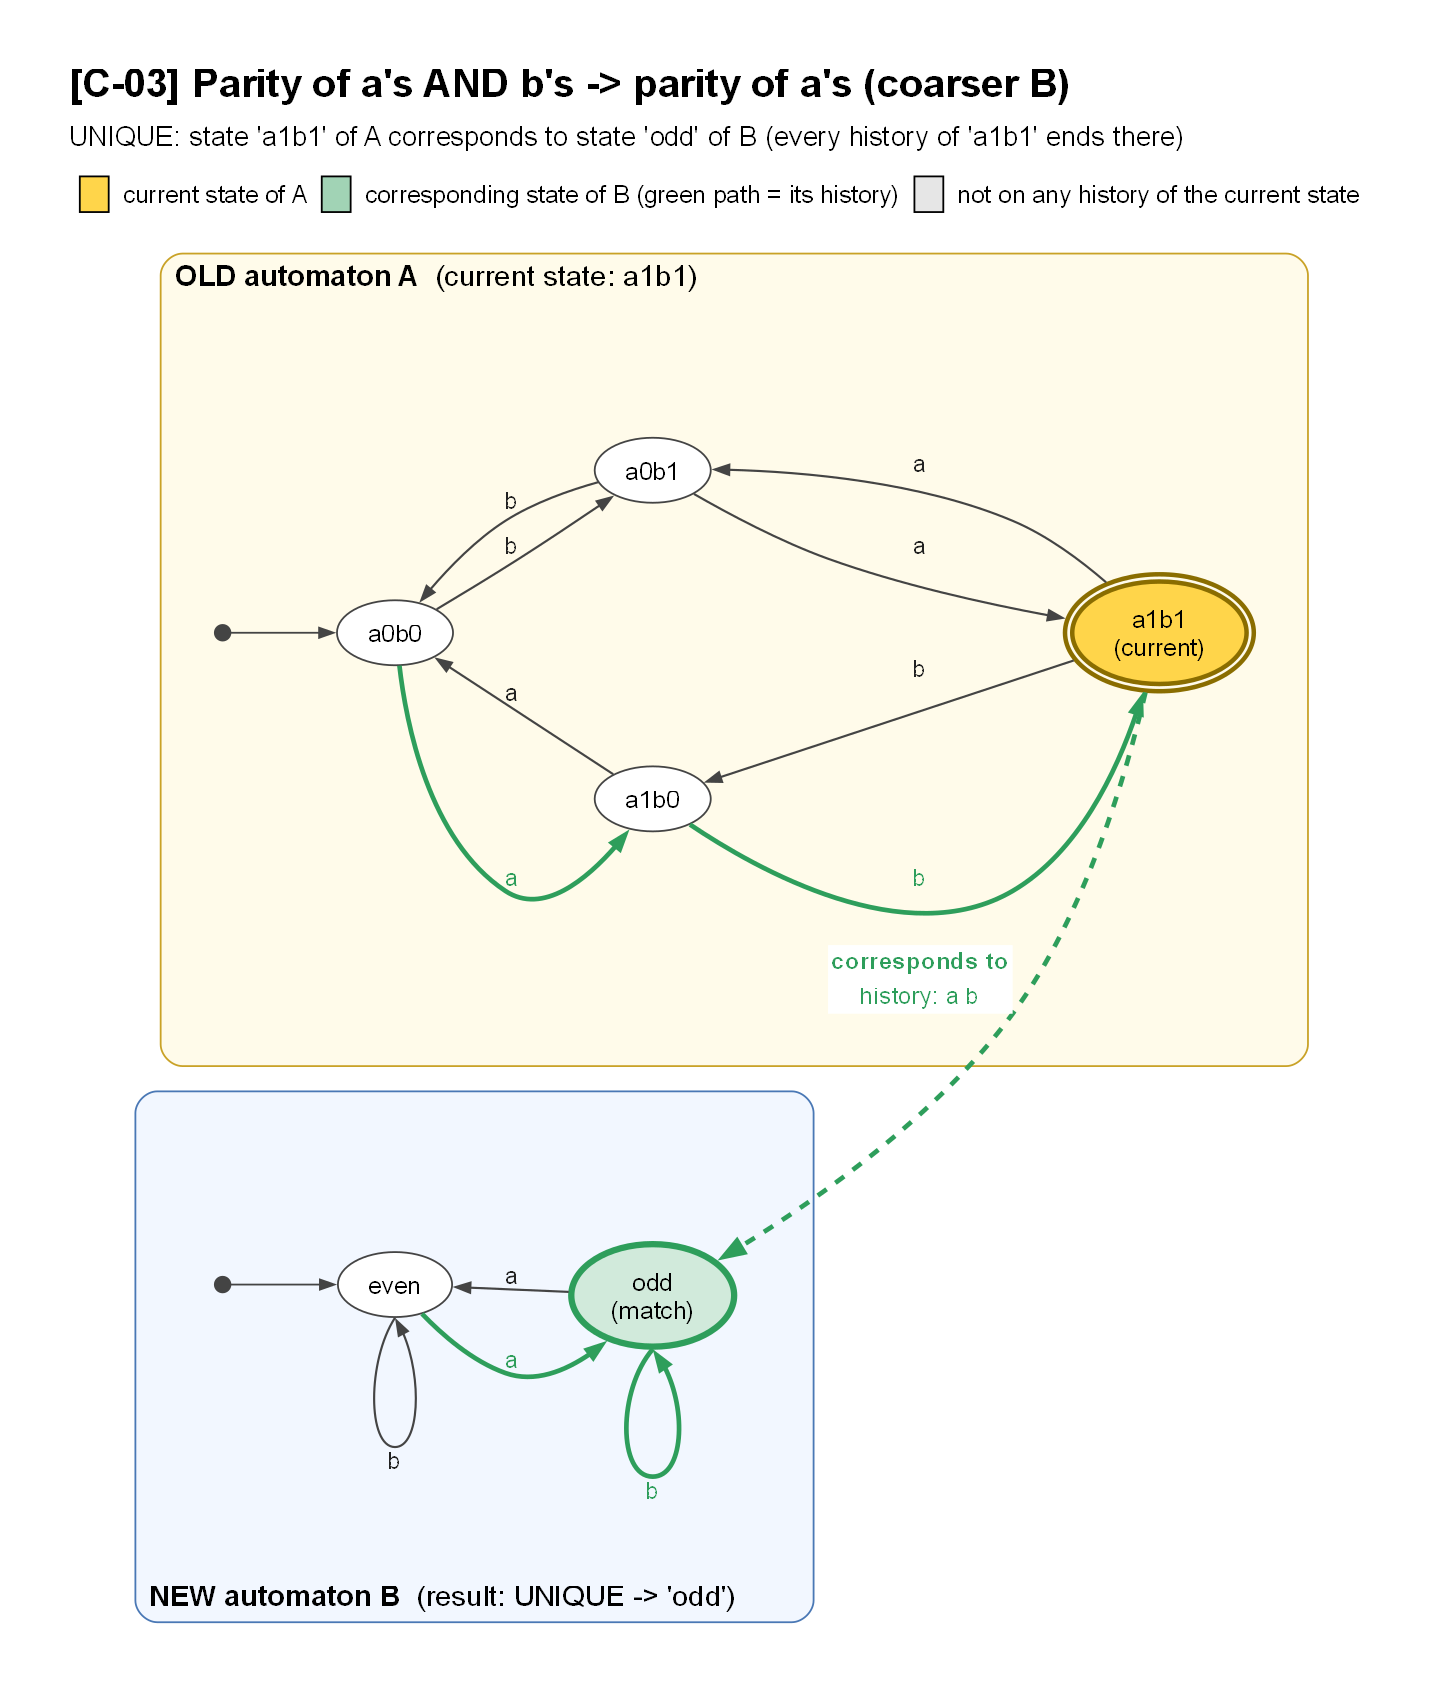 [C-03] Parity of a's AND b's -> parity of a's (coarser B)
UNIQUE: state 'a1b1' of A corresponds to state 'odd' of B (every history of 'a1b1' ends there)
current state of A
corresponding state of B (green path = its history)
not on any history of the current state
OLD automaton A (current state: a1b1)
a0b1
a
b
b
a
a0b0
a1b1
(current)
b
a
a1b0
a
b
corresponds to
history: a b
even
a
odd
(match)
a
b
b
NEW automaton B (result: UNIQUE -> 'odd')